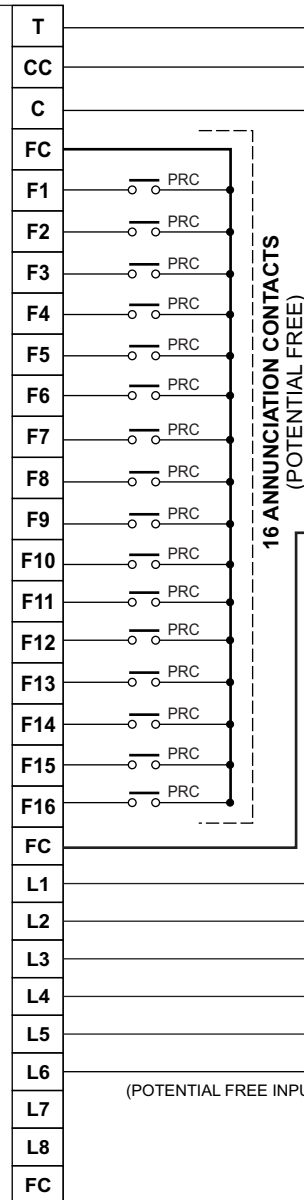 T
CC
C
FC
F1 PRC
F2 PRC
F3 PRC
F4 PRC
F5 PRC
F6 PRC
F7 PRC
F8 PRC
F9 PRC
F10 PRC
F11 PRC
F12 PRC
F13 PRC
F14 PRC
F15 PRC
F16 PRC
16 ANNUNCIATION CONTACTS
(POTENTIAL FREE)
FC
L1
L2
L3
L4
L5
L6
(POTENTIAL FREE
L7
L8
FC